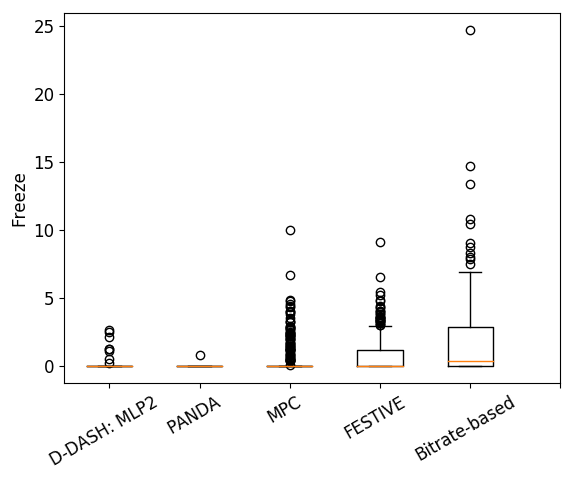 25
20
15
10
5
0
Freeze
D-DASH: MLP2
PANDA
MPC
FESTIVE
Bitrate-based